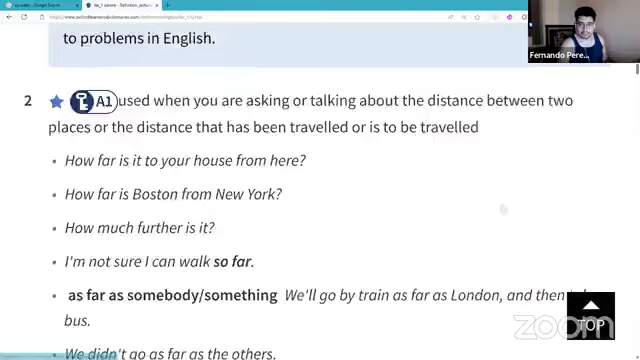 to problems in English.
Fernando Pere...
2 A1 used when you are asking or talking about the distance between two
places or the distance that has been travelled or is to be travelled
• How far is it to your house from here?
• How far is Boston from New York?
• How much further is it?
• I'm not sure I can walk so far.
• as far as somebody/something We'll go by train as far as London, and then
bus.
• We didn't go as far as the others.
TOP
zoom